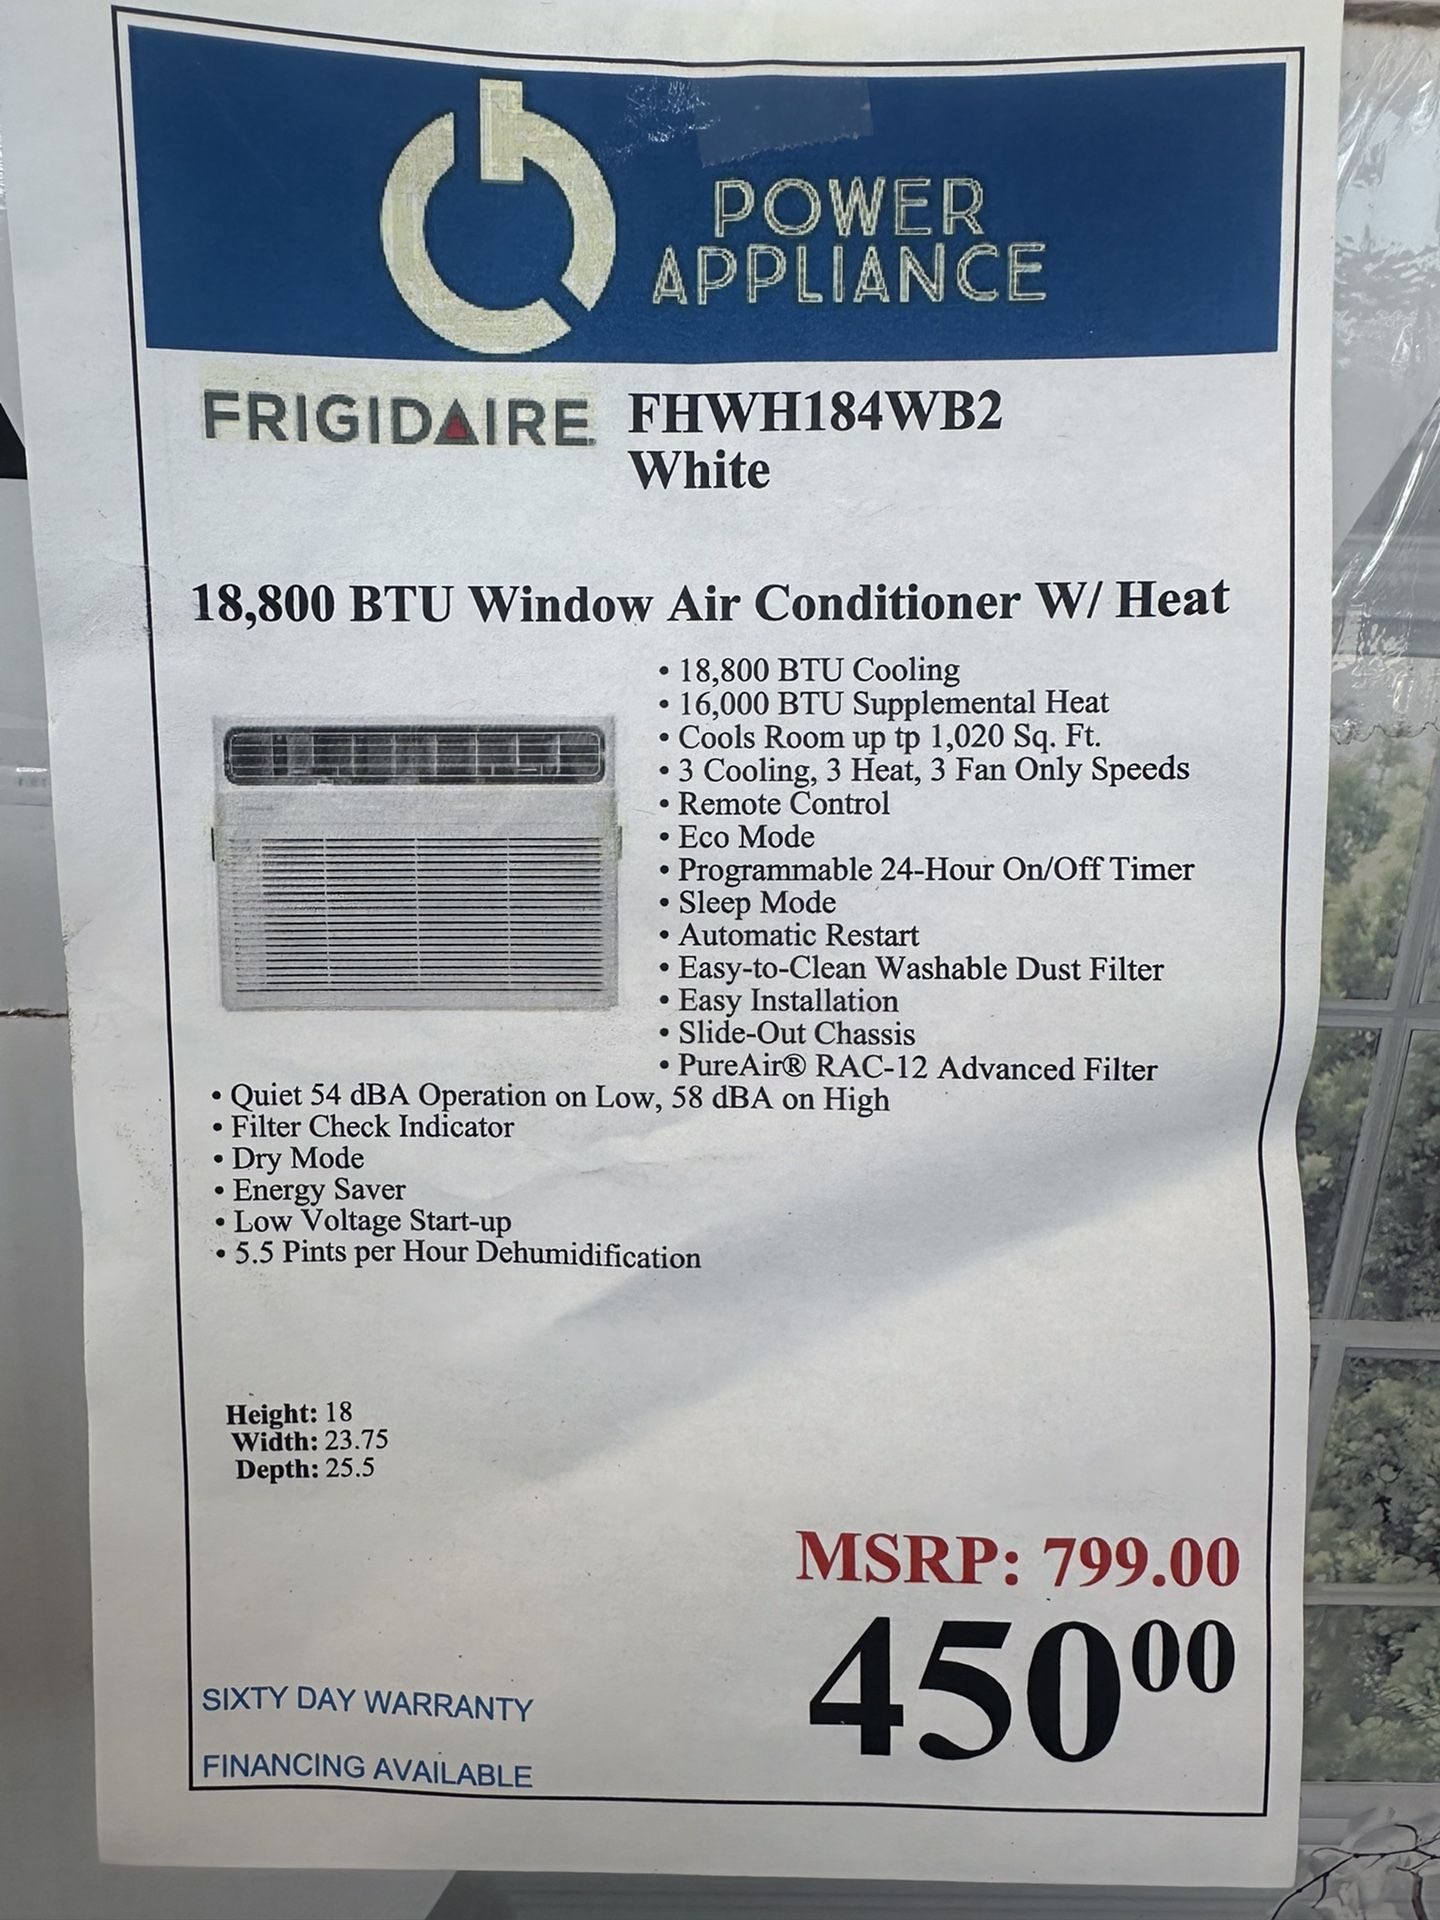 POWER
APPLIANCE
FRIGIDAIRE
FHWH184WB2
White
18,800 BTU Window Air Conditioner W/ Heat
• 18,800 BTU Cooling
• 16,000 BTU Supplemental Heat
• Cools Room up tp 1,020 Sq. Ft.
• 3 Cooling, 3 Heat, 3 Fan Only Speeds
• Remote Control
• Eco Mode
• Programmable 24-Hour On/Off Timer
• Sleep Mode
• Automatic Restart
• Easy-to-Clean Washable Dust Filter
• Easy Installation
• Slide-Out Chassis
• PureAir® RAC-12 Advanced Filter
• Quiet 54 dBA Operation on Low, 58 dBA on High
• Filter Check Indicator
• Dry Mode
• Energy Saver
• Low Voltage Start-up
• 5.5 Pints per Hour Dehumidification
Height: 18
Width: 23.75
Depth: 25.5
MSRP: 799.00
450 00
SIXTY DAY WARRANTY
FINANCING AVAILABLE